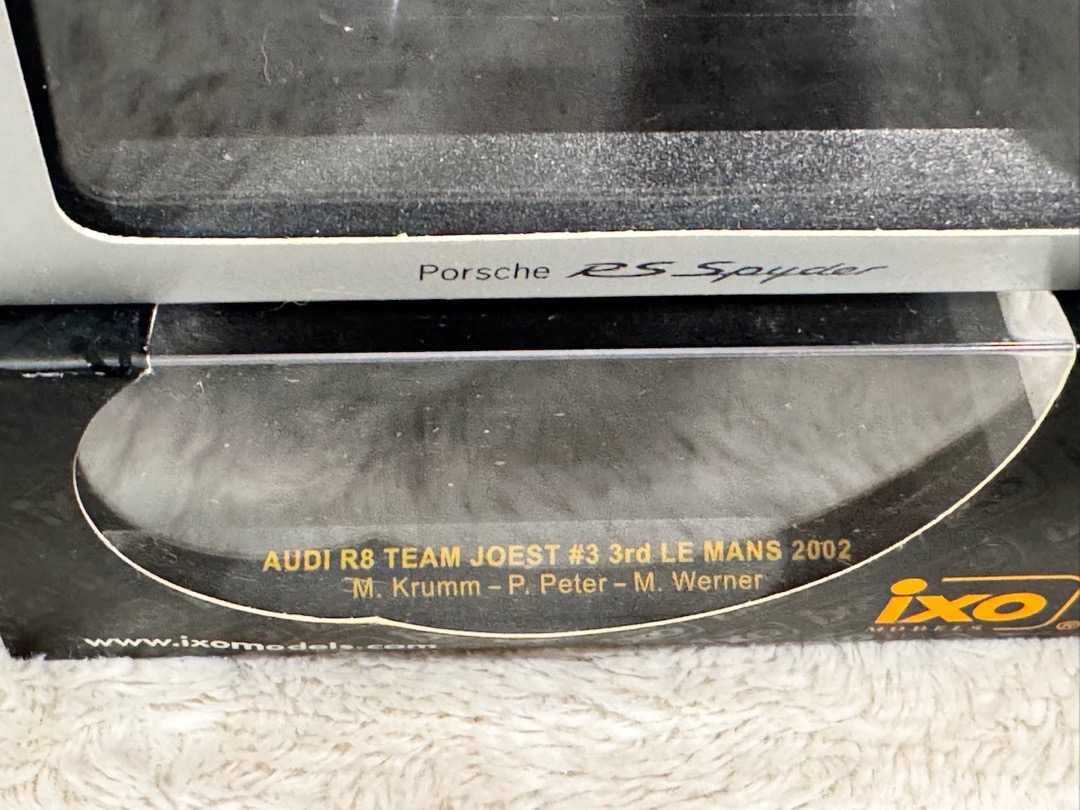 Porsche RS Spyder
AUDI R8 TEAM JOEST #3 3rd LE MANS 2002
M. Krumm – P. Peter – M. Werner
ixo
MODELS
®
www.ixomodels.com